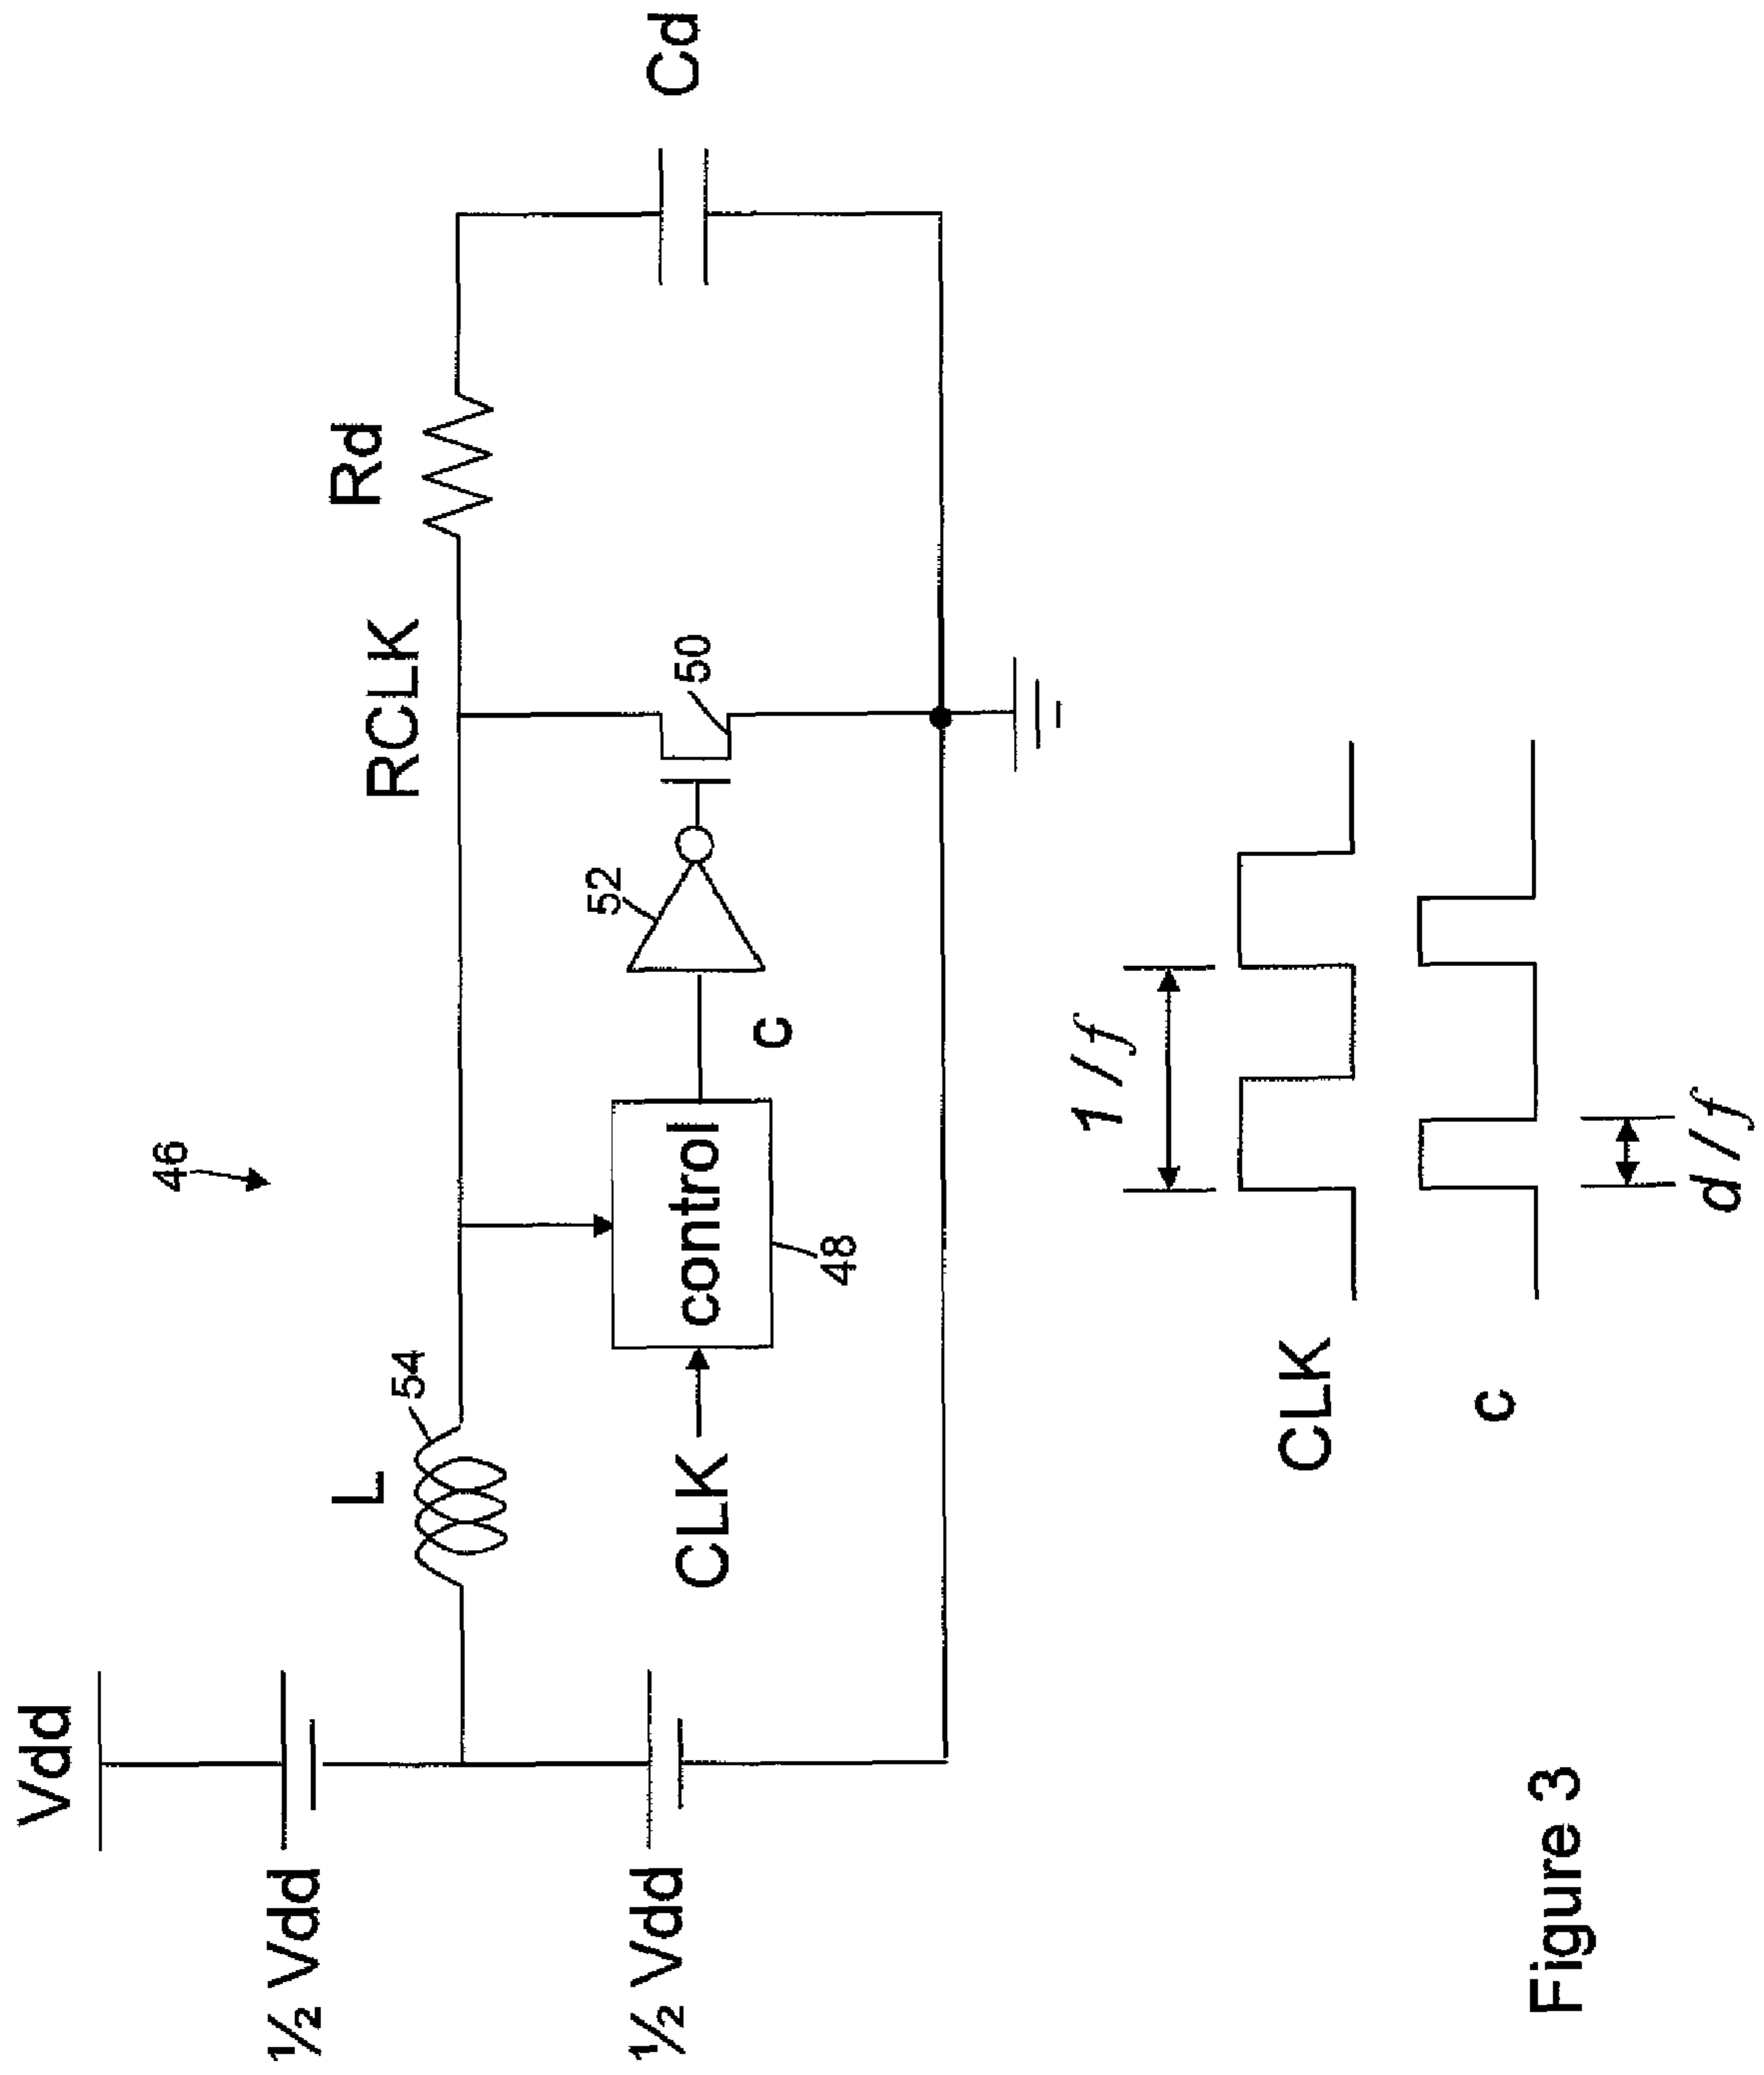 46
Vdd
½ Vdd
½ Vdd
L
54
RCLK
Rd
Cd
CLK
control
48
c
52
50
CLK
1/f
c
d/f
Figure 3